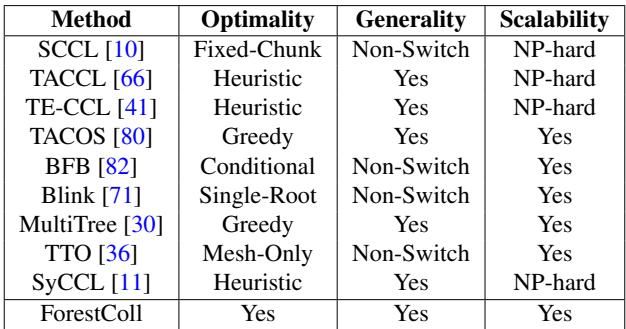 Method Optimality Generality Scalability
SCCL [10] Fixed-Chunk Non-Switch NP-hard
TACCL [66] Heuristic Yes NP-hard
TE-CCL [41] Heuristic Yes NP-hard
TACOS [80] Greedy Yes Yes
BFB [82] Conditional Non-Switch Yes
Blink [71] Single-Root Non-Switch Yes
MultiTree [30] Greedy Yes Yes
TTO [36] Mesh-Only Non-Switch Yes
SyCCL [11] Heuristic Yes NP-hard
ForestColl Yes Yes Yes